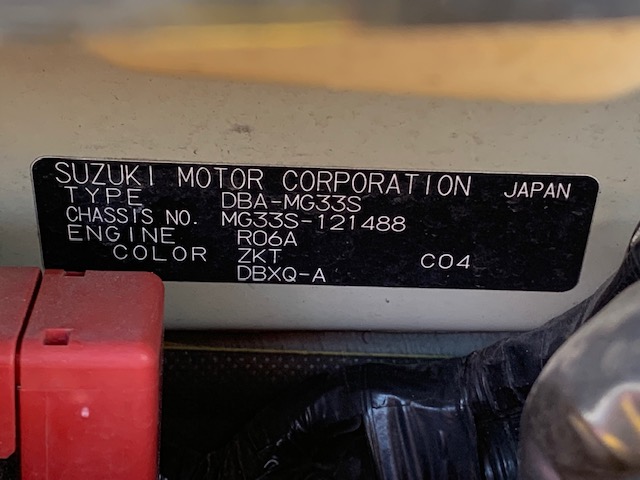 SUZUKI MOTOR CORPORATION JAPAN
TYPE DBA-MG33S
CHASSIS NO. MG33S-121488
ENGINE R06A
COLOR ZKT C04
DBXQ-A